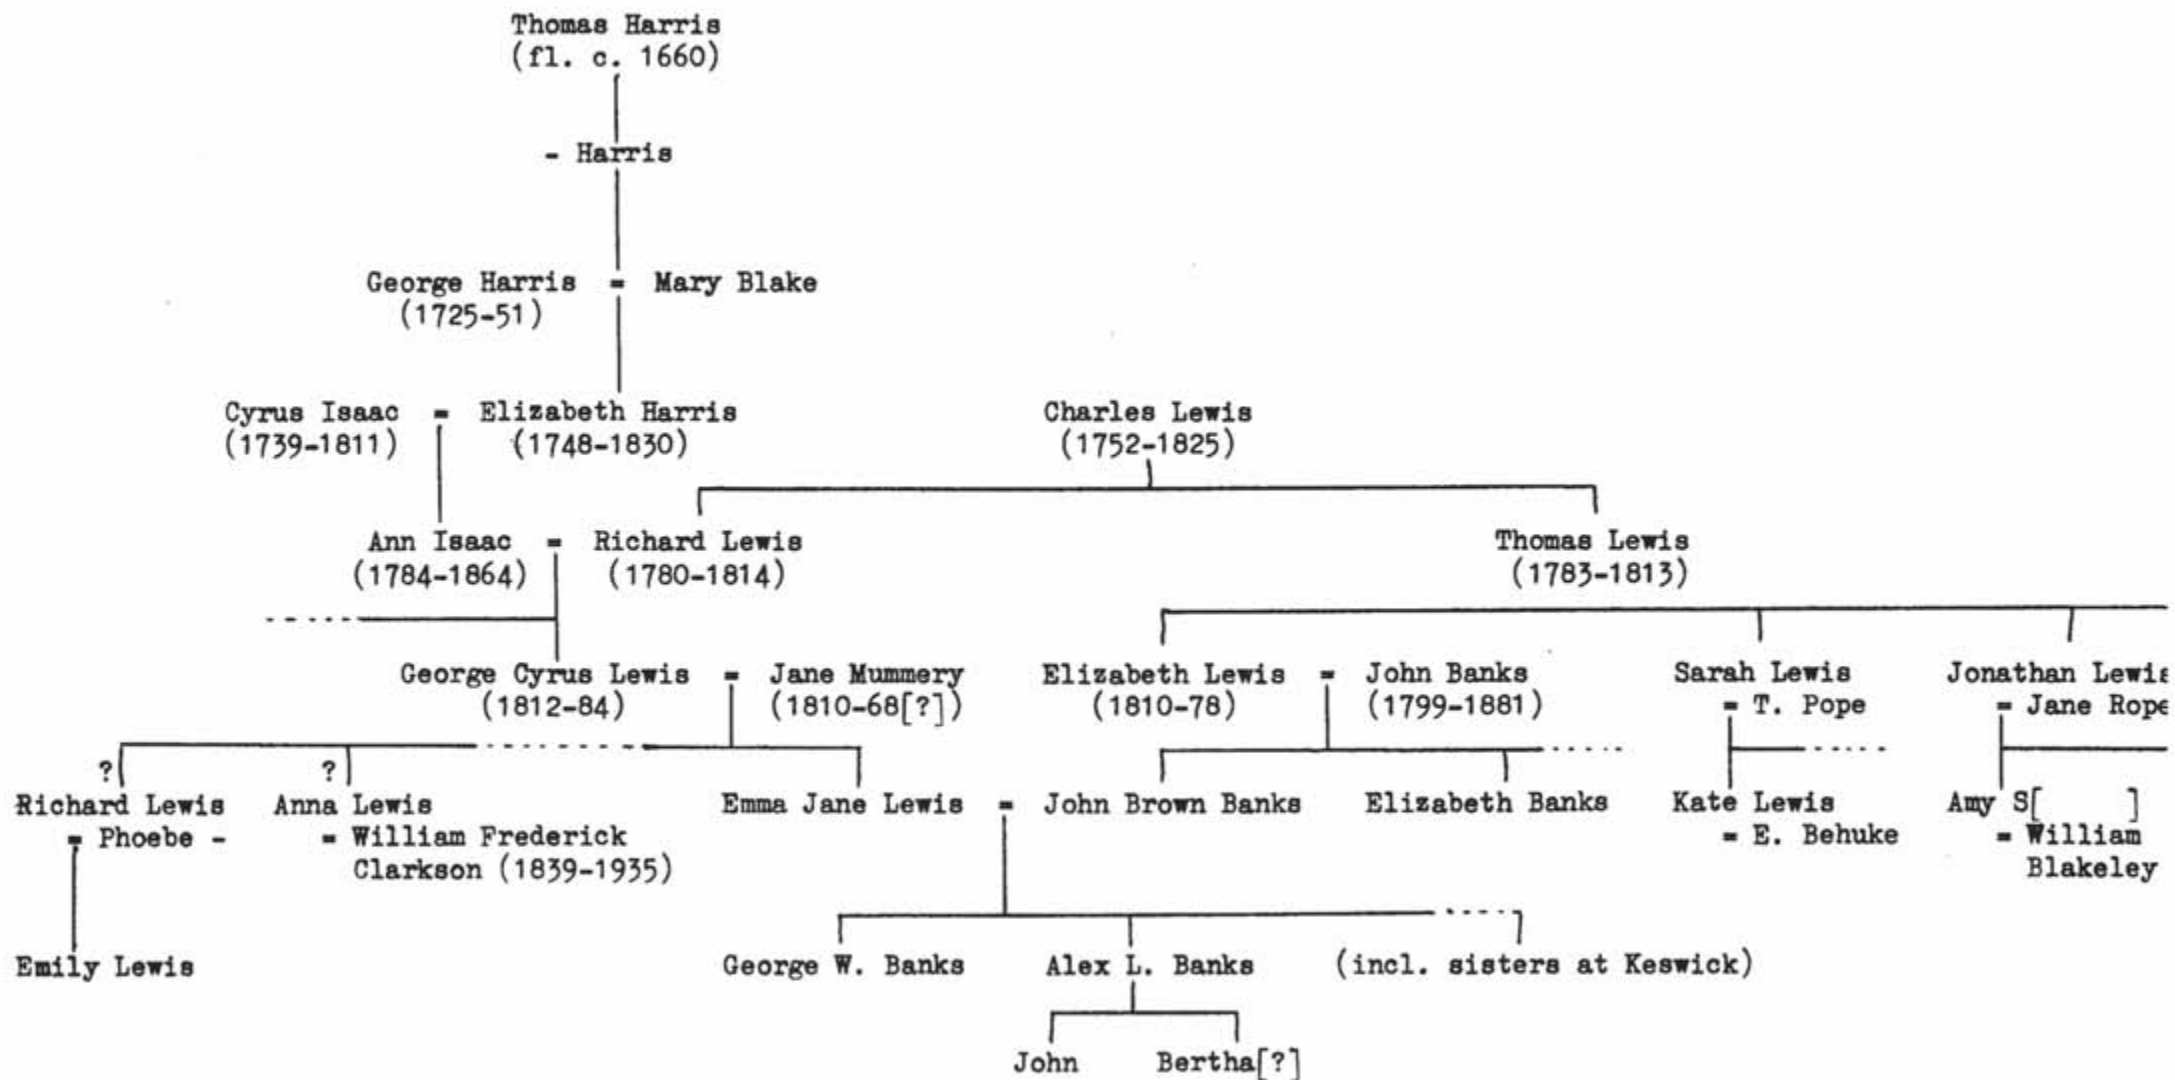 Thomas Harris
(fl. c. 1660)
- Harris
George Harris = Mary Blake
(1725-51)
Cyrus Isaac = Elizabeth Harris Charles Lewis
(1739-1811) (1748-1830) (1752-1825)
Ann Isaac = Richard Lewis Thomas Lewis
(1784-1864) (1780-1814) (1783-1813)
George Cyrus Lewis = Jane Mummery Elizabeth Lewis = John Banks Sarah Lewis Jonathan Lewis
(1812-84) (1810-68[?]) (1810-78) (1799-1881) = T. Pope = Jane Rope
? ?
Richard Lewis Anna Lewis Emma Jane Lewis = John Brown Banks Elizabeth Banks Kate Lewis Amy S[ ]
= Phoebe - = William Frederick = E. Behuke = William
Clarkson (1839-1935) Blakeley
Emily Lewis George W. Banks Alex L. Banks (incl. sisters at Keswick)
John Bertha[?]